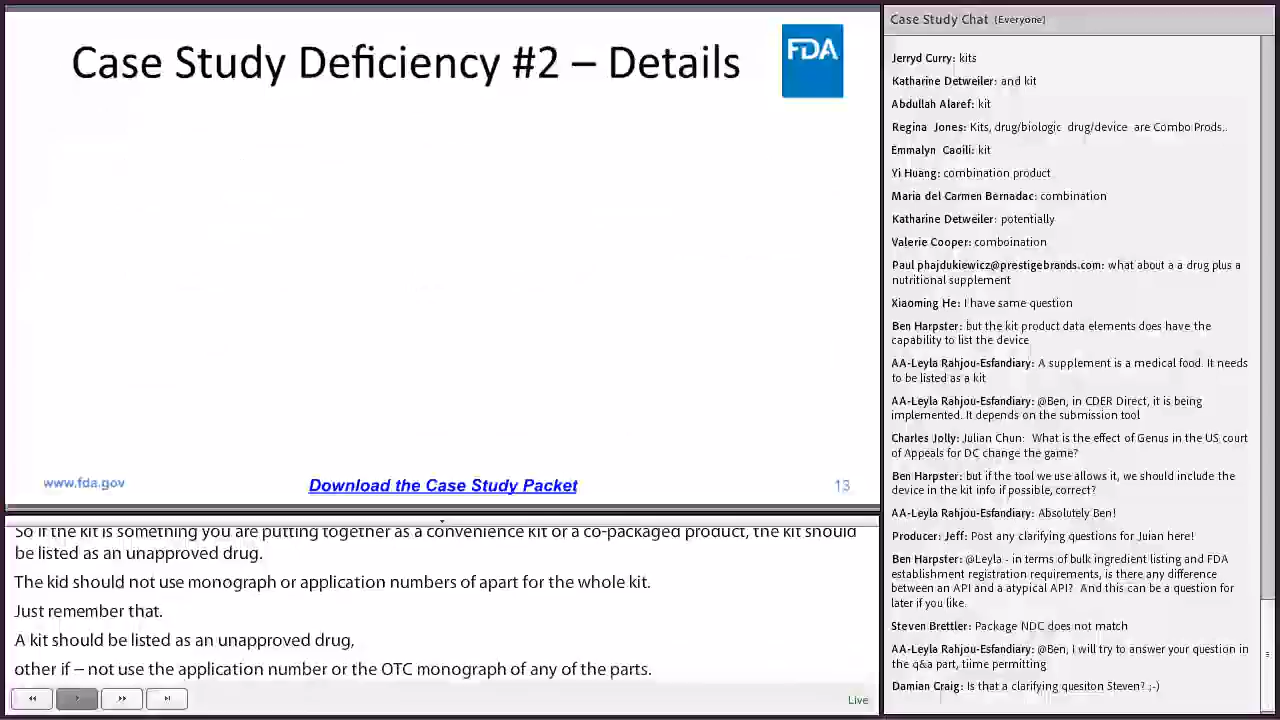 Case Study Deficiency #2 – Details
FDA
www.fda.gov
Download the Case Study Packet
13
So if the kit is something you are putting together as a convenience kit or a co-packaged product, the kit should
be listed as an unapproved drug.
The kid should not use monograph or application numbers of apart for the whole kit.
Just remember that.
A kit should be listed as an unapproved drug,
other if – not use the application number or the OTC monograph of any of the parts.
Live
Case Study Chat (Everyone)
Jerryd Curry: kits
Katharine Detweiler: and kit
Abdullah Alaref: kit
Regina Jones: Kits, drug/biologic drug/device are Combo Prods..
Emmalyn Caoili: kit
Yi Huang: combination product
Maria del Carmen Bernadac: combination
Katharine Detweiler: potentially
Valerie Cooper: comboination
Paul phajdukiewicz@prestigebrands.com: what about a a drug plus a
nutritional supplement
Xiaoming He: I have same question
Ben Harpster: but the kit product data elements does have the
capability to list the device
AA-Leyla Rahjou-Esfandiary: A supplement is a medical food. It needs
to be listed as a kit
AA-Leyla Rahjou-Esfandiary: @Ben, in CDER Direct, it is being
implemented. It depends on the submission tool
Charles Jolly: Julian Chun: What is the effect of Genus in the US court
of Appeals for DC change the game?
Ben Harpster: but if the tool we use allows it, we should include the
device in the kit info if possible, correct?
AA-Leyla Rahjou-Esfandiary: Absolutely Ben!
Producer: Jeff: Post any clarifying questions for Juian here!
Ben Harpster: @Leyla - in terms of bulk ingredient listing and FDA
establishment registration requirements, is there any difference
between an API and a atypical API? And this can be a question for
later if you like.
Steven Brettler: Package NDC does not match
AA-Leyla Rahjou-Esfandiary: @Ben, I will try to answer your question in
the q&a part, tiime permitting
Damian Craig: Is that a clarifying quesiton Steven? ;-)